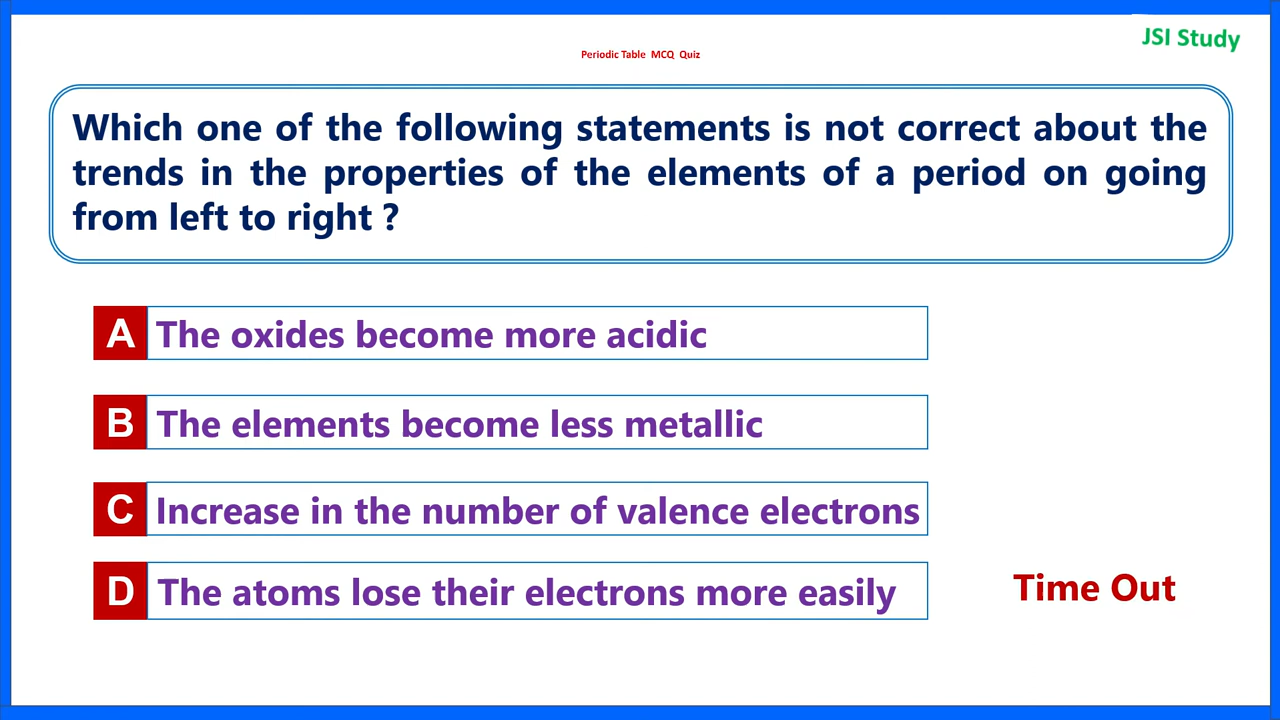 JSI Study
Periodic Table MCQ Quiz
Which one of the following statements is not correct about the
trends in the properties of the elements of a period on going
from left to right ?
A The oxides become more acidic
B The elements become less metallic
C Increase in the number of valence electrons
D The atoms lose their electrons more easily
Time Out